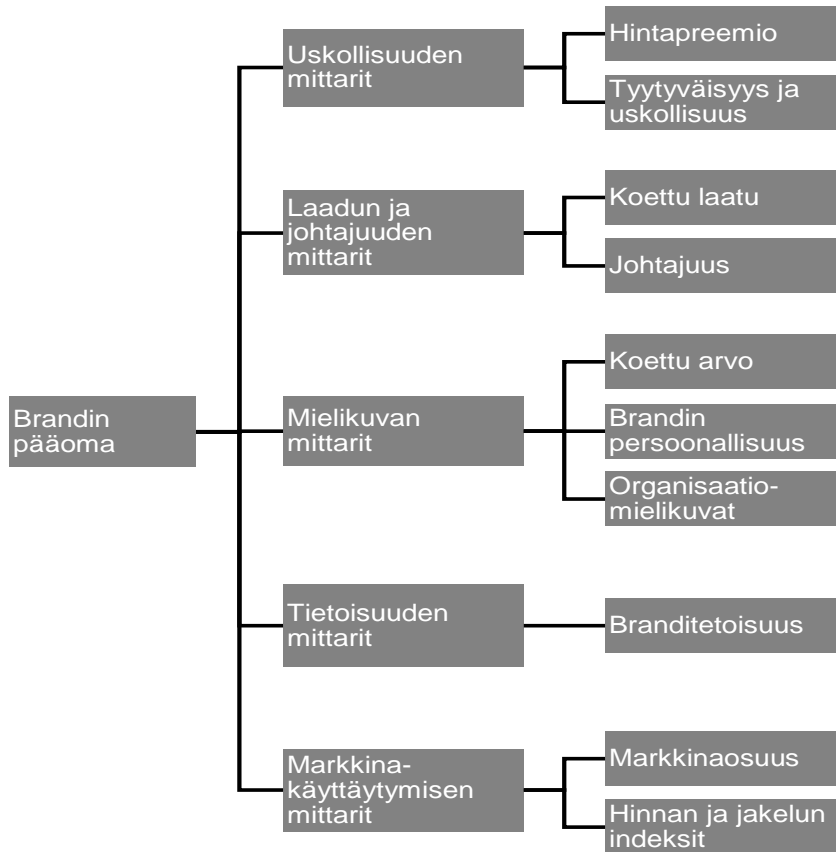 Brandin
pääoma
Uskollisuuden
mittarit
Hintapreemio
Tyytyväisyys ja
uskollisuus
Laadun ja
johtajuuden
mittarit
Koettu laatu
Johtajuus
Mielikuvan
mittarit
Koettu arvo
Brandin
persoonallisuus
Organisaatio-
mielikuvat
Tietoisuuden
mittarit
Branditetoisuus
Markkina-
käyttäytymisen
mittarit
Markkinaosuus
Hinnan ja jakelun
indeksit